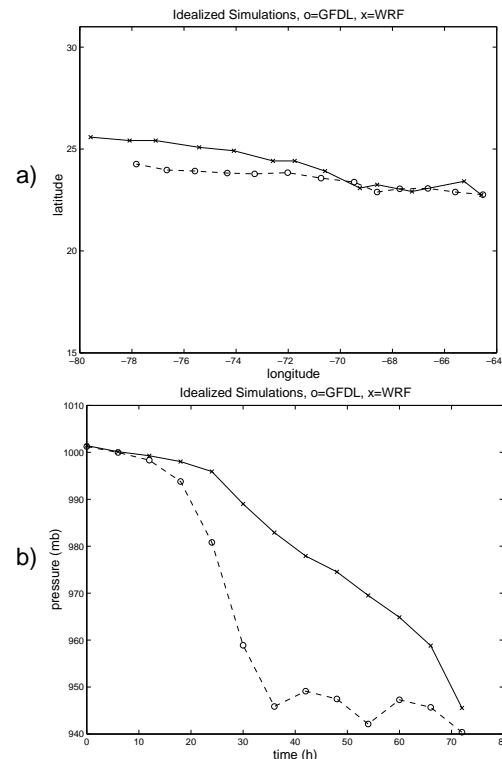 Idealized Simulations, o=GFDL, x=WRF
30
25
20
15
latitude
a)
−80 −78 −76 −74 −72 −70 −68 −66 −64
longitude
Idealized Simulations, o=GFDL, x=WRF
1010
1000
990
980
970
960
950
940
pressure (mb)
b)
0 10 20 30 40 50 60 70 80
time (h)